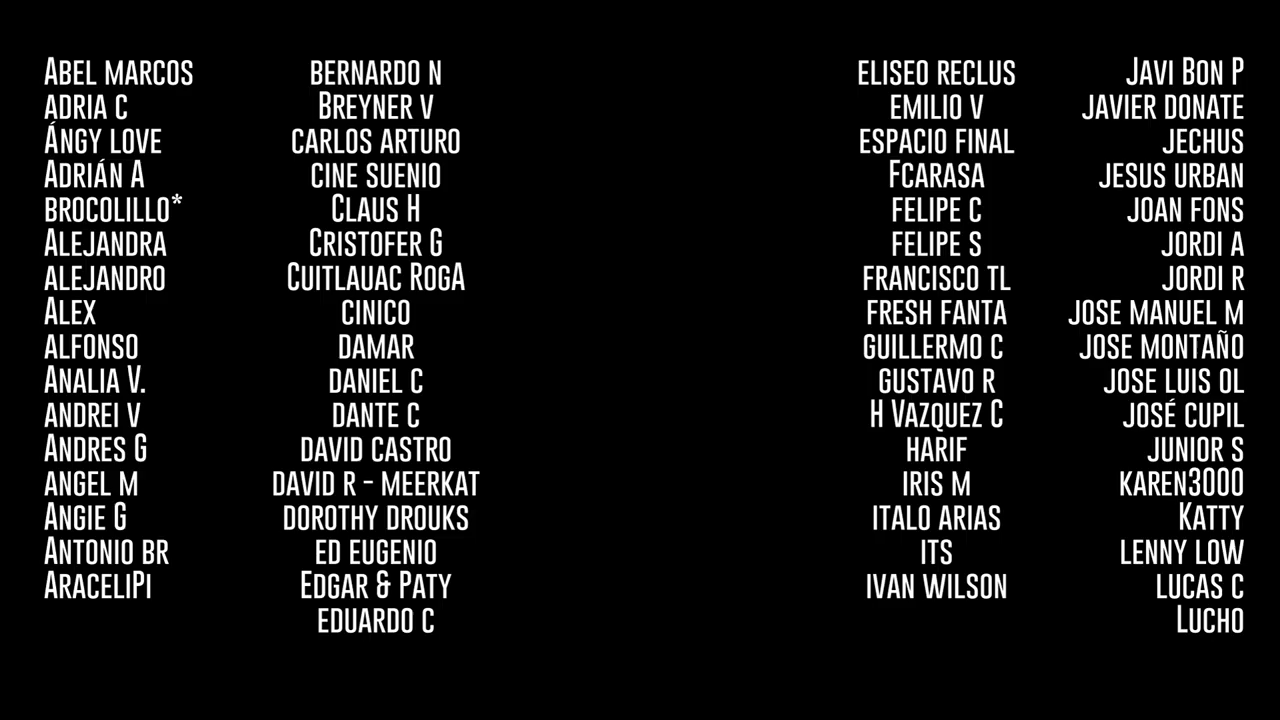 Abel marcos
adria c
Ángy love
Adrián A
brocolillo*
Alejandra
alejandro
Alex
alfonso
Analia V.
andrei v
Andres G
angel m
Angie G
Antonio br
AraceliPi
bernardo n
Breyner v
carlos arturo
cine suenio
Claus H
Cristofer G
Cuitlauac RogA
cinico
damar
daniel c
dante c
david castro
david r - meerkat
dorothy drouks
ed eugenio
Edgar & Paty
eduardo c
eliseo reclus
emilio v
espacio final
Fcarasa
felipe c
felipe s
francisco tl
fresh fanta
guillermo c
gustavo r
H Vazquez C
harif
iris m
italo arias
its
ivan wilson
Javi Bon P
javier donate
jechus
jesus urban
joan fons
jordi a
jordi r
jose manuel m
jose montaño
jose luis ol
josé cupil
junior s
karen3000
Katty
lenny low
lucas c
Lucho